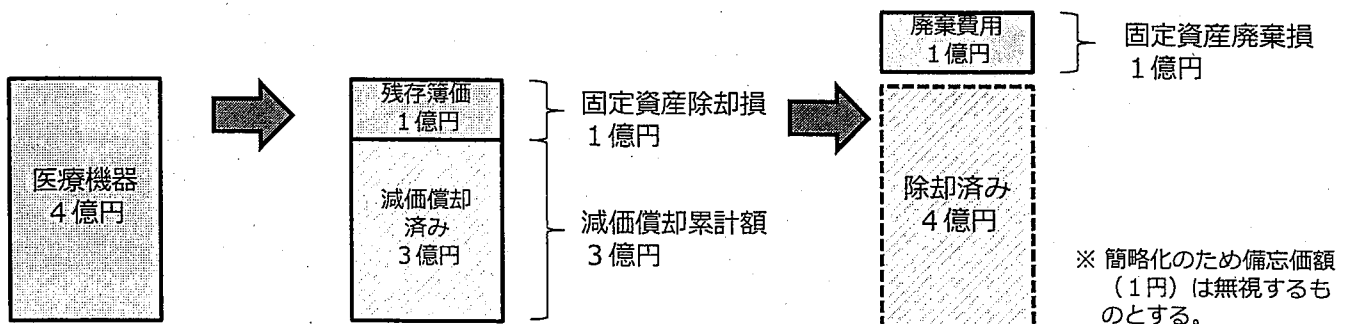 医療機器
4億円
残存簿価
1億円
減価償却
済み
3億円
固定資産除却損
1億円
減価償却累計額
3億円
廃棄費用
1億円
除却済み
4億円
固定資産廃棄損
1億円
※ 簡略化のため備忘価額
（1円）は無視するも
のとする。